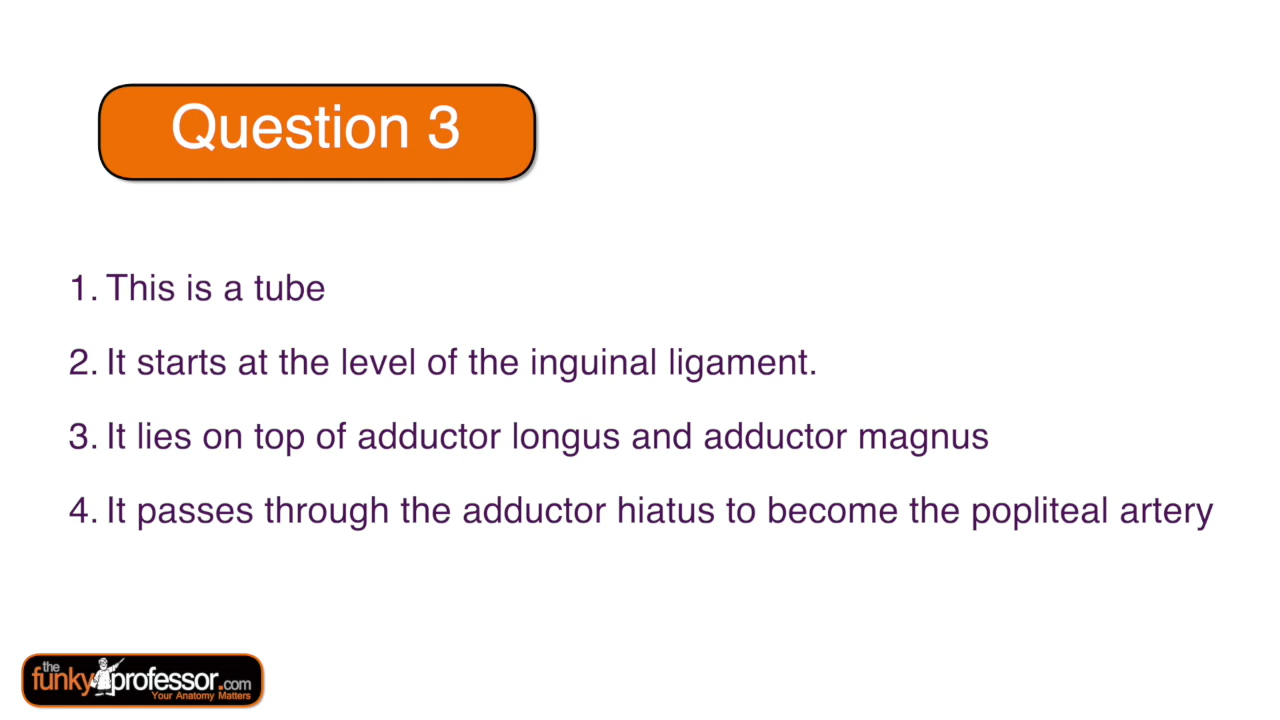 Question 3
1. This is a tube
2. It starts at the level of the inguinal ligament.
3. It lies on top of adductor longus and adductor magnus
4. It passes through the adductor hiatus to become the popliteal artery
the
funky professor.com
Your Anatomy Matters